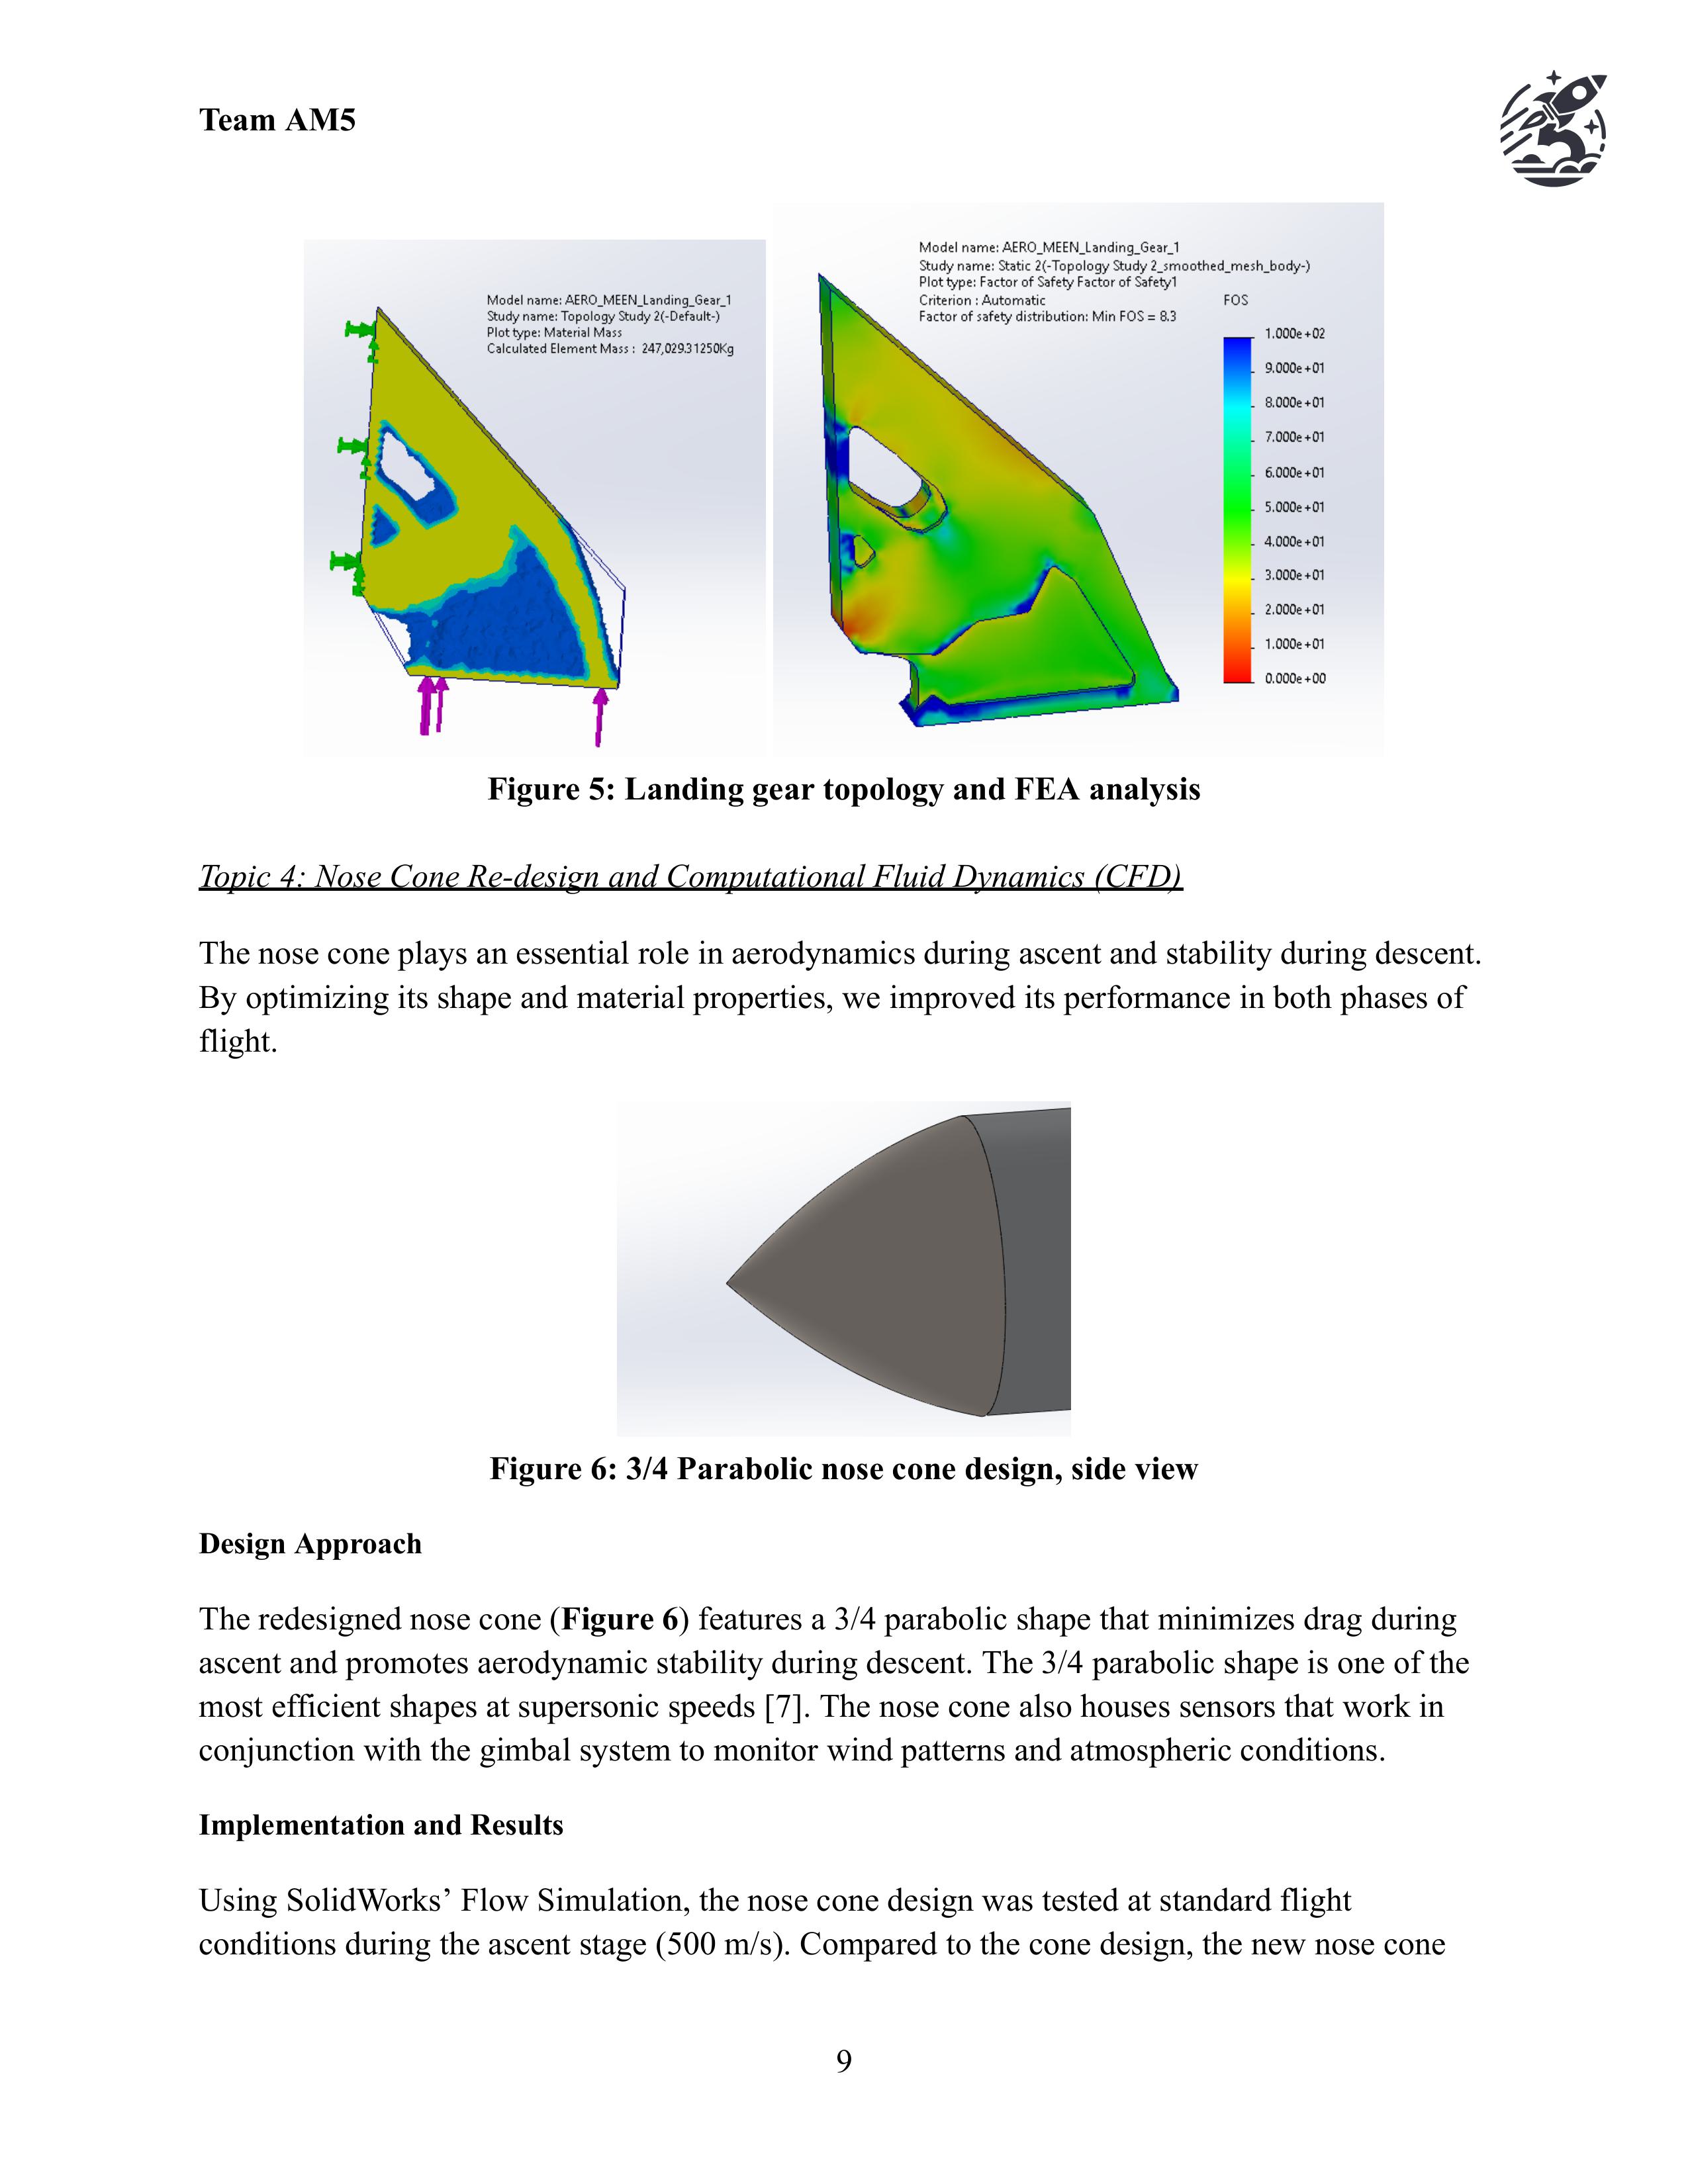 Team AM5
Model name: AERO_MEEN_Landing_Gear_1
Study name: Topology Study 2(-Default-)
Plot type: Material Mass
Calculated Element Mass : 247,029.31250Kg
Model name: AERO_MEEN_Landing_Gear_1
Study name: Static 2(-Topology Study 2_smoothed_mesh_body-)
Plot type: Factor of Safety Factor of Safety1
Criterion : Automatic
Factor of safety distribution: Min FOS = 8.3
FOS
1.000e+02
9.000e+01
8.000e+01
7.000e+01
6.000e+01
5.000e+01
4.000e+01
3.000e+01
2.000e+01
1.000e+01
0.000e+00
Figure 5: Landing gear topology and FEA analysis
Topic 4: Nose Cone Re-design and Computational Fluid Dynamics (CFD)
The nose cone plays an essential role in aerodynamics during ascent and stability during descent.
By optimizing its shape and material properties, we improved its performance in both phases of
flight.
Figure 6: 3/4 Parabolic nose cone design, side view
Design Approach
The redesigned nose cone (Figure 6) features a 3/4 parabolic shape that minimizes drag during
ascent and promotes aerodynamic stability during descent. The 3/4 parabolic shape is one of the
most efficient shapes at supersonic speeds [7]. The nose cone also houses sensors that work in
conjunction with the gimbal system to monitor wind patterns and atmospheric conditions.
Implementation and Results
Using SolidWorks’ Flow Simulation, the nose cone design was tested at standard flight
conditions during the ascent stage (500 m/s). Compared to the cone design, the new nose cone
9